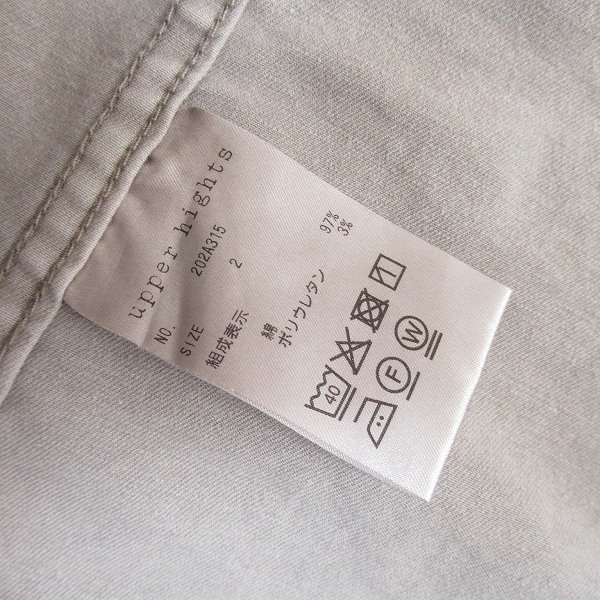 upper hights
NO. 202A315
SIZE 2
組成表示
綿 97%
ポリウレタン 3%
40
F W